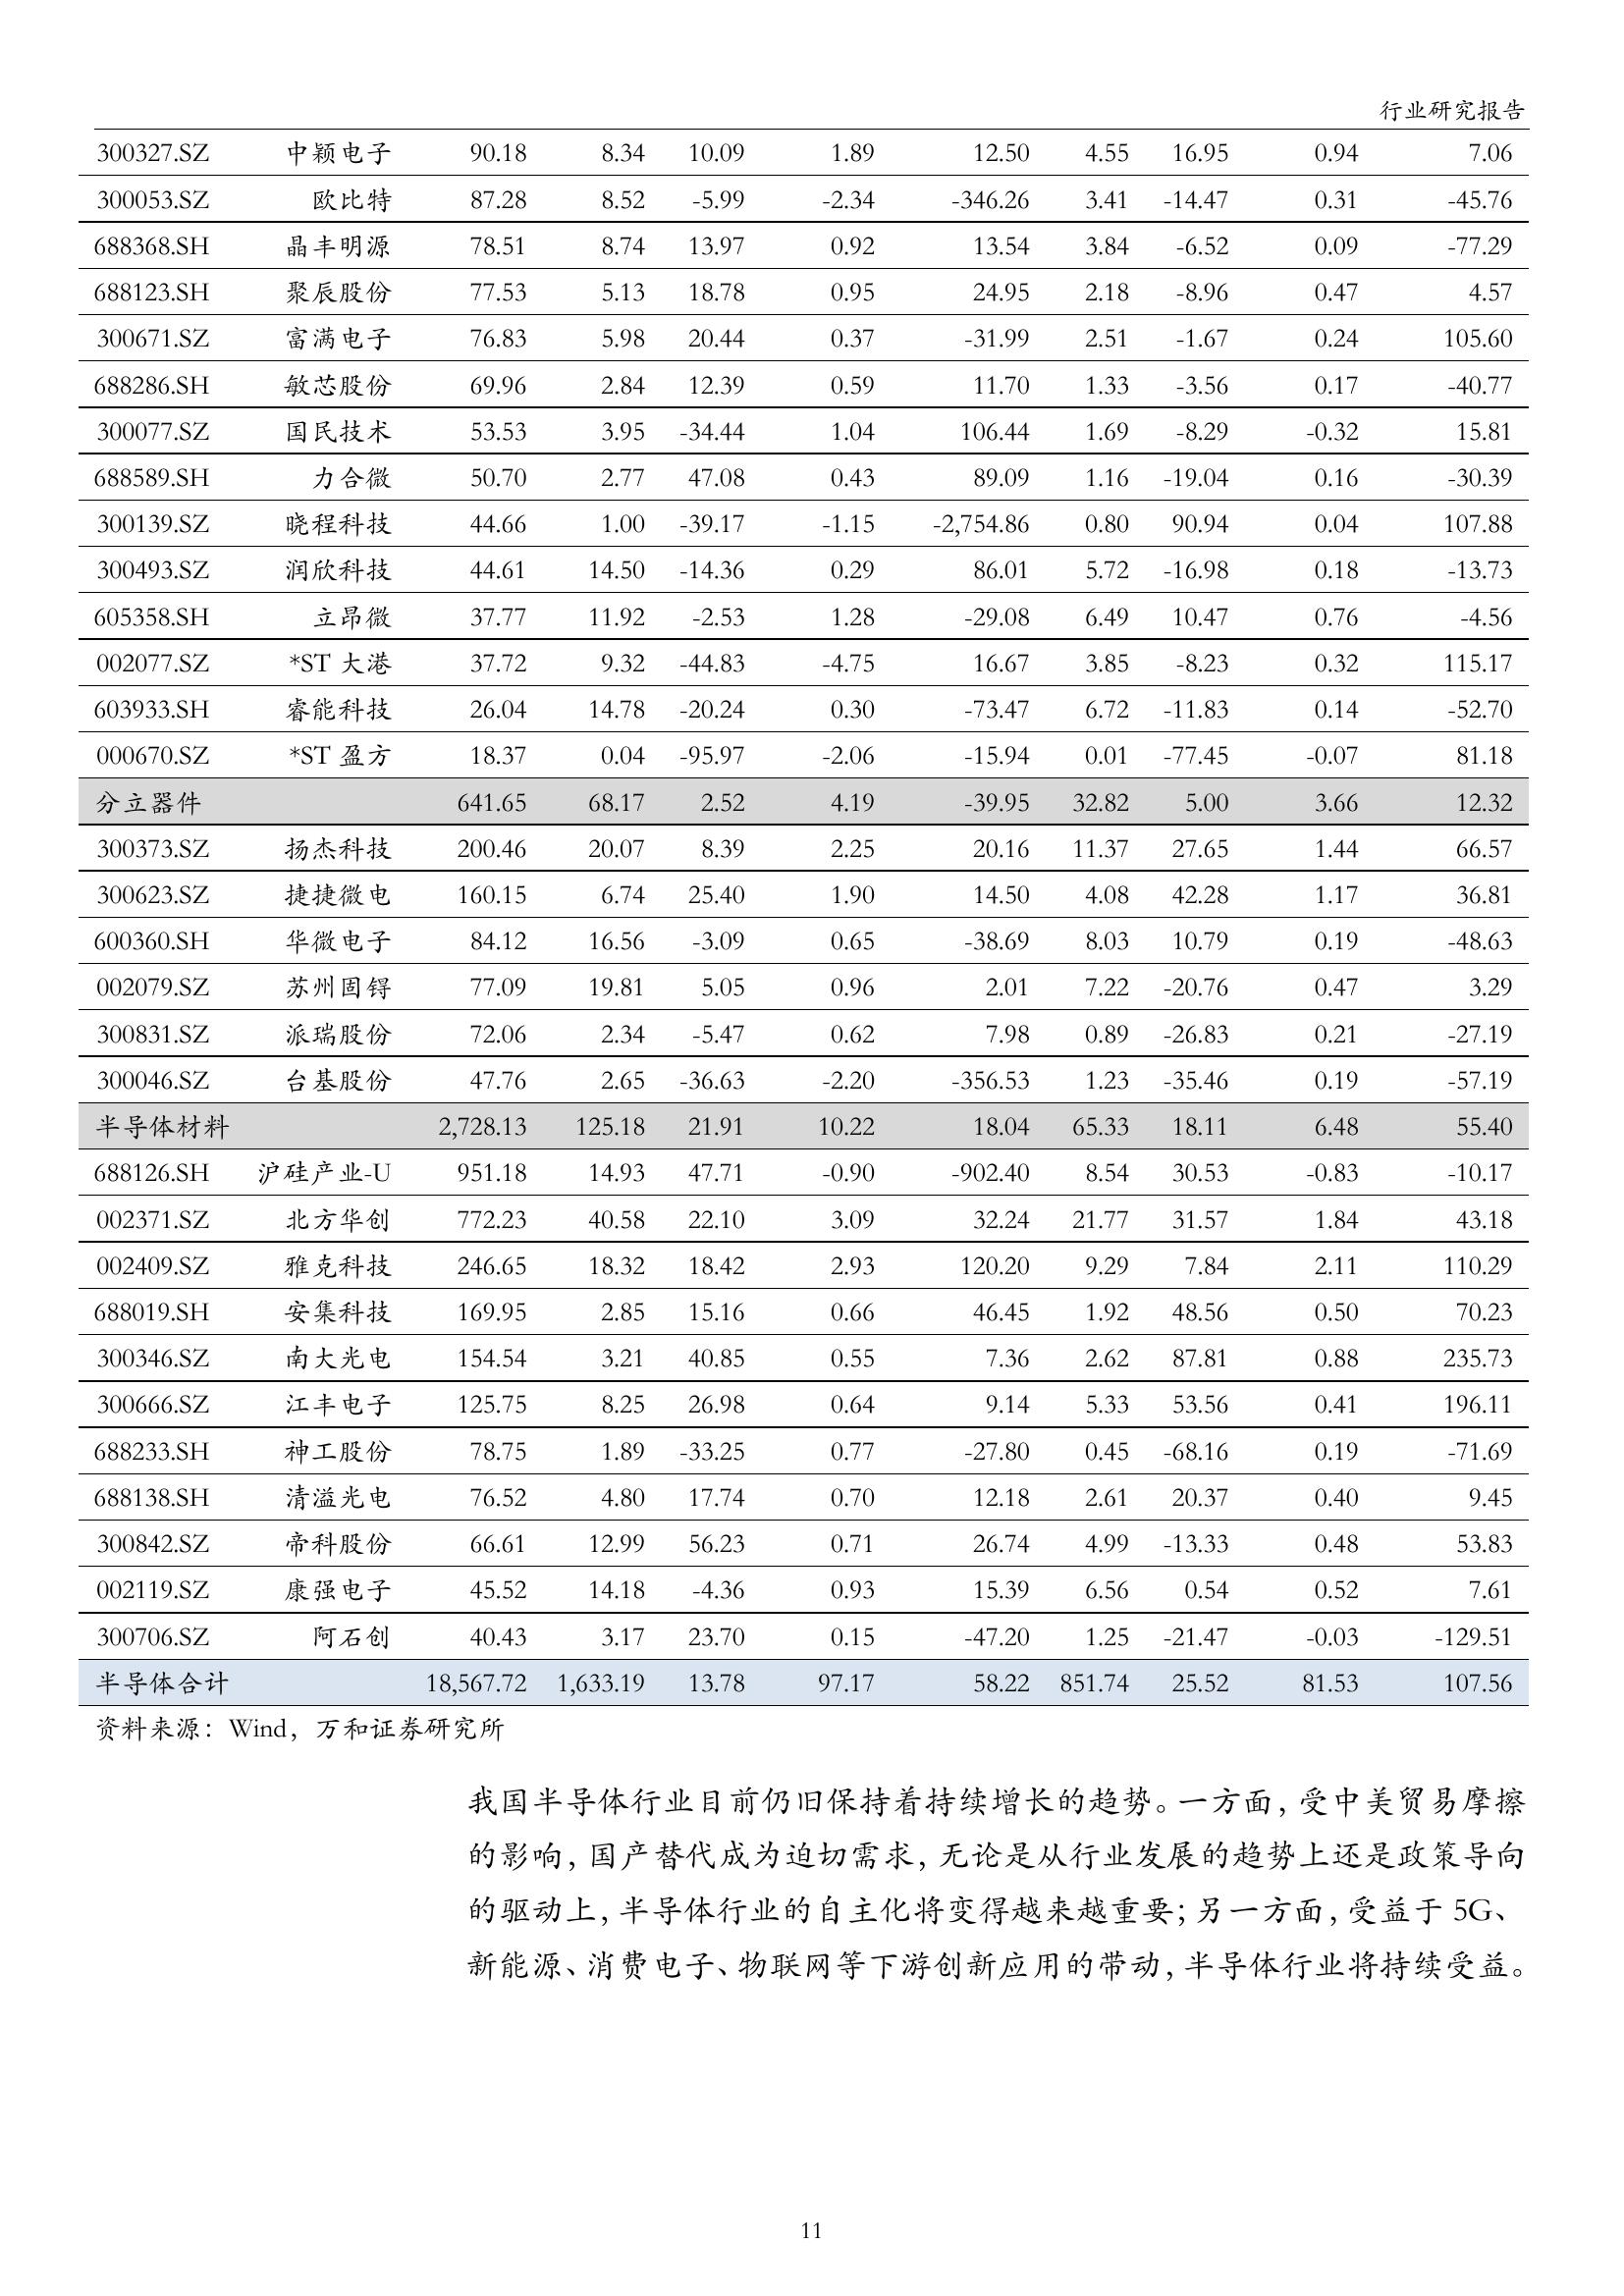 行业研究报告
300327.SZ 中颖电子 90.18 8.34 10.09 1.89 12.50 4.55 16.95 0.94 7.06
300053.SZ 欧比特 87.28 8.52 -5.99 -2.34 -346.26 3.41 -14.47 0.31 -45.76
688368.SH 晶丰明源 78.51 8.74 13.97 0.92 13.54 3.84 -6.52 0.09 -77.29
688123.SH 聚辰股份 77.53 5.13 18.78 0.95 24.95 2.18 -8.96 0.47 4.57
300671.SZ 富满电子 76.83 5.98 20.44 0.37 -31.99 2.51 -1.67 0.24 105.60
688286.SH 敏芯股份 69.96 2.84 12.39 0.59 11.70 1.33 -3.56 0.17 -40.77
300077.SZ 国民技术 53.53 3.95 -34.44 1.04 106.44 1.69 -8.29 -0.32 15.81
688589.SH 力合微 50.70 2.77 47.08 0.43 89.09 1.16 -19.04 0.16 -30.39
300139.SZ 晓程科技 44.66 1.00 -39.17 -1.15 -2,754.86 0.80 90.94 0.04 107.88
300493.SZ 润欣科技 44.61 14.50 -14.36 0.29 86.01 5.72 -16.98 0.18 -13.73
605358.SH 立昂微 37.77 11.92 -2.53 1.28 -29.08 6.49 10.47 0.76 -4.56
002077.SZ *ST 大港 37.72 9.32 -44.83 -4.75 16.67 3.85 -8.23 0.32 115.17
603933.SH 睿能科技 26.04 14.78 -20.24 0.30 -73.47 6.72 -11.83 0.14 -52.70
000670.SZ *ST 盈方 18.37 0.04 -95.97 -2.06 -15.94 0.01 -77.45 -0.07 81.18
分立器件 641.65 68.17 2.52 4.19 -39.95 32.82 5.00 3.66 12.32
300373.SZ 扬杰科技 200.46 20.07 8.39 2.25 20.16 11.37 27.65 1.44 66.57
300623.SZ 捷捷微电 160.15 6.74 25.40 1.90 14.50 4.08 42.28 1.17 36.81
600360.SH 华微电子 84.12 16.56 -3.09 0.65 -38.69 8.03 10.79 0.19 -48.63
002079.SZ 苏州固锝 77.09 19.81 5.05 0.96 2.01 7.22 -20.76 0.47 3.29
300831.SZ 派瑞股份 72.06 2.34 -5.47 0.62 7.98 0.89 -26.83 0.21 -27.19
300046.SZ 台基股份 47.76 2.65 -36.63 -2.20 -356.53 1.23 -35.46 0.19 -57.19
半导体材料 2,728.13 125.18 21.91 10.22 18.04 65.33 18.11 6.48 55.40
688126.SH 沪硅产业-U 951.18 14.93 47.71 -0.90 -902.40 8.54 30.53 -0.83 -10.17
002371.SZ 北方华创 772.23 40.58 22.10 3.09 32.24 21.77 31.57 1.84 43.18
002409.SZ 雅克科技 246.65 18.32 18.42 2.93 120.20 9.29 7.84 2.11 110.29
688019.SH 安集科技 169.95 2.85 15.16 0.66 46.45 1.92 48.56 0.50 70.23
300346.SZ 南大光电 154.54 3.21 40.85 0.55 7.36 2.62 87.81 0.88 235.73
300666.SZ 江丰电子 125.75 8.25 26.98 0.64 9.14 5.33 53.56 0.41 196.11
688233.SH 神工股份 78.75 1.89 -33.25 0.77 -27.80 0.45 -68.16 0.19 -71.69
688138.SH 清溢光电 76.52 4.80 17.74 0.70 12.18 2.61 20.37 0.40 9.45
300842.SZ 帝科股份 66.61 12.99 56.23 0.71 26.74 4.99 -13.33 0.48 53.83
002119.SZ 康强电子 45.52 14.18 -4.36 0.93 15.39 6.56 0.54 0.52 7.61
300706.SZ 阿石创 40.43 3.17 23.70 0.15 -47.20 1.25 -21.47 -0.03 -129.51
半导体合计 18,567.72 1,633.19 13.78 97.17 58.22 851.74 25.52 81.53 107.56
资料来源：Wind，万和证券研究所
我国半导体行业目前仍旧保持着持续增长的趋势。一方面，受中美贸易摩擦
的影响，国产替代成为迫切需求，无论是从行业发展的趋势上还是政策导向
的驱动上，半导体行业的自主化将变得越来越重要；另一方面，受益于 5G、
新能源、消费电子、物联网等下游创新应用的带动，半导体行业将持续受益。
11